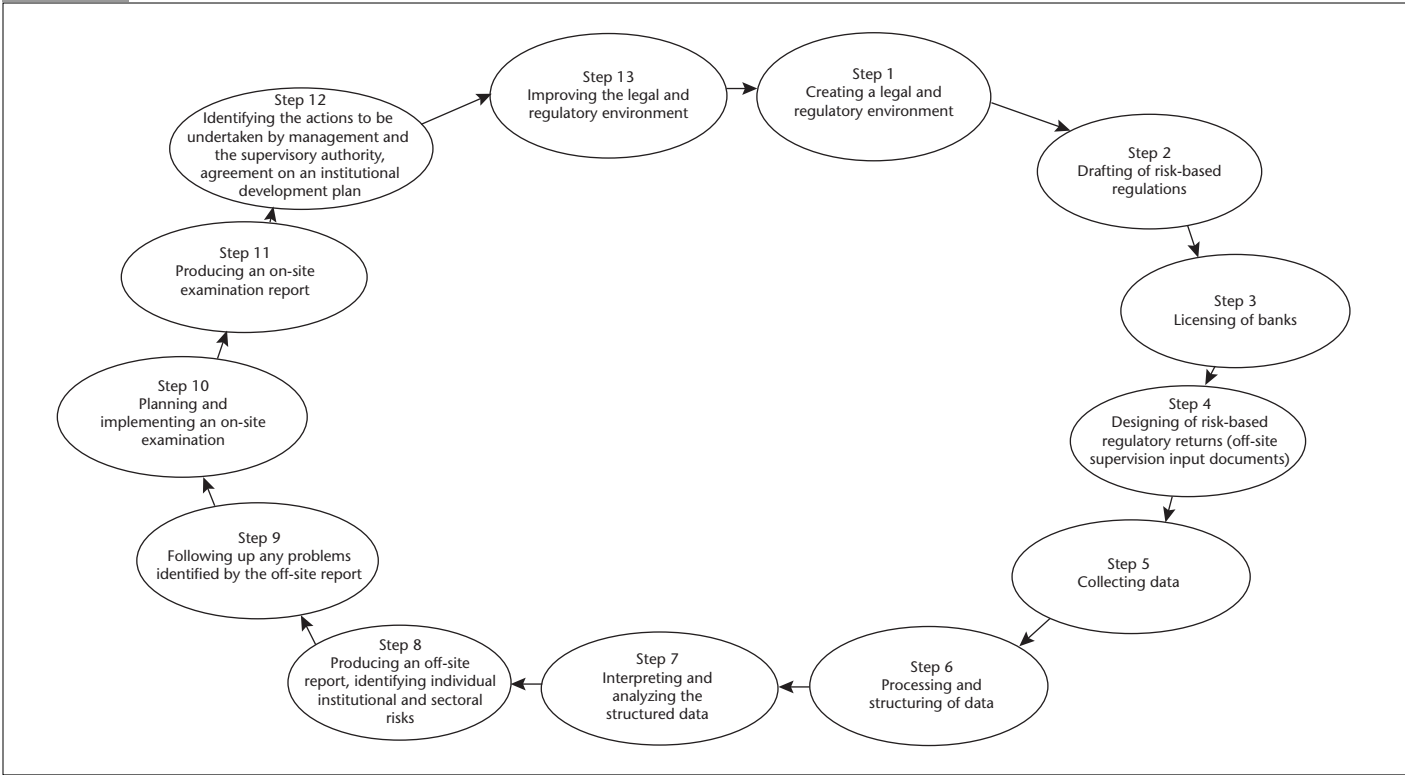 Step 1
Creating a legal and
regulatory environment
Step 2
Drafting of risk-based
regulations
Step 3
Licensing of banks
Step 4
Designing of risk-based
regulatory returns (off-site
supervision input documents)
Step 5
Collecting data
Step 6
Processing and
structuring of data
Step 7
Interpreting and
analyzing the
structured data
Step 8
Producing an off-site
report, identifying individual
institutional and sectoral
risks
Step 9
Following up any problems
identified by the off-site report
Step 10
Planning and
implementing an on-site
examination
Step 11
Producing an on-site
examination report
Step 12
Identifying the actions to be
undertaken by management and
the supervisory authority,
agreement on an institutional
development plan
Step 13
Improving the legal and
regulatory environment